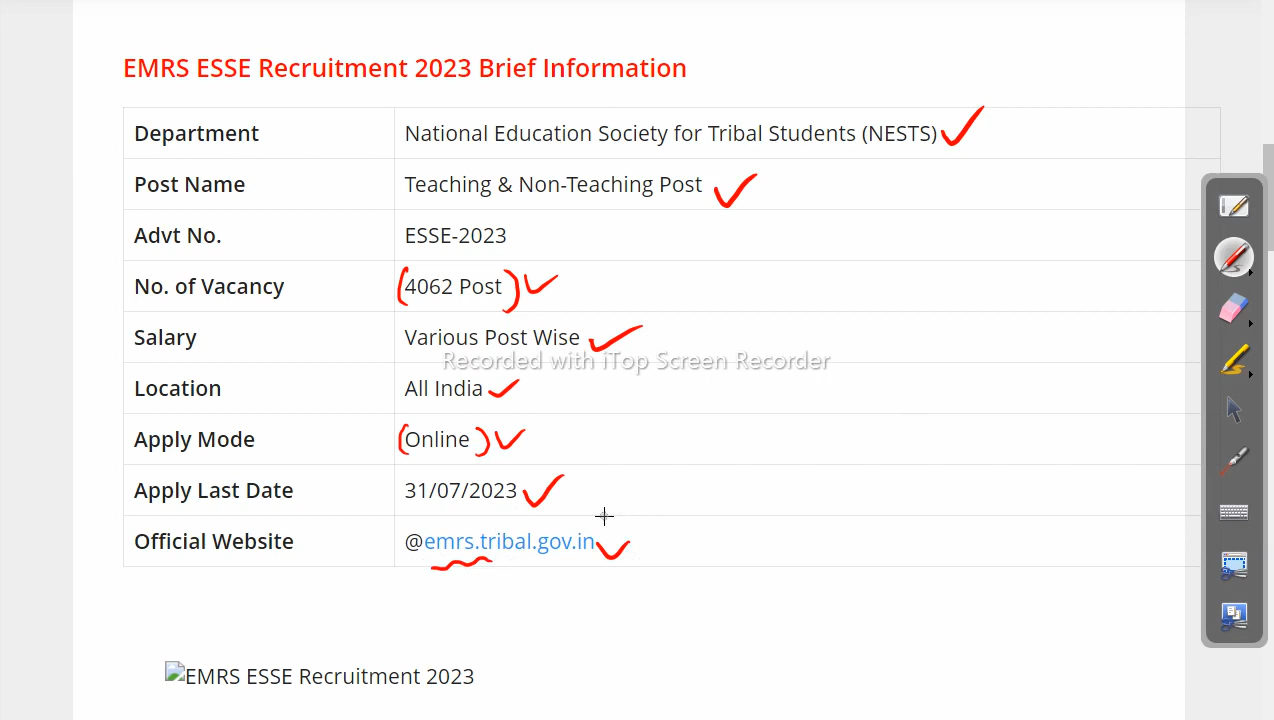 EMRS ESSE Recruitment 2023 Brief Information
Department National Education Society for Tribal Students (NESTS)
Post Name Teaching & Non-Teaching Post
Advt No. ESSE-2023
No. of Vacancy 4062 Post
Salary Various Post Wise
Recorded with iTop Screen Recorder
Location All India
Apply Mode Online
Apply Last Date 31/07/2023
Official Website @emrs.tribal.gov.in
EMRS ESSE Recruitment 2023